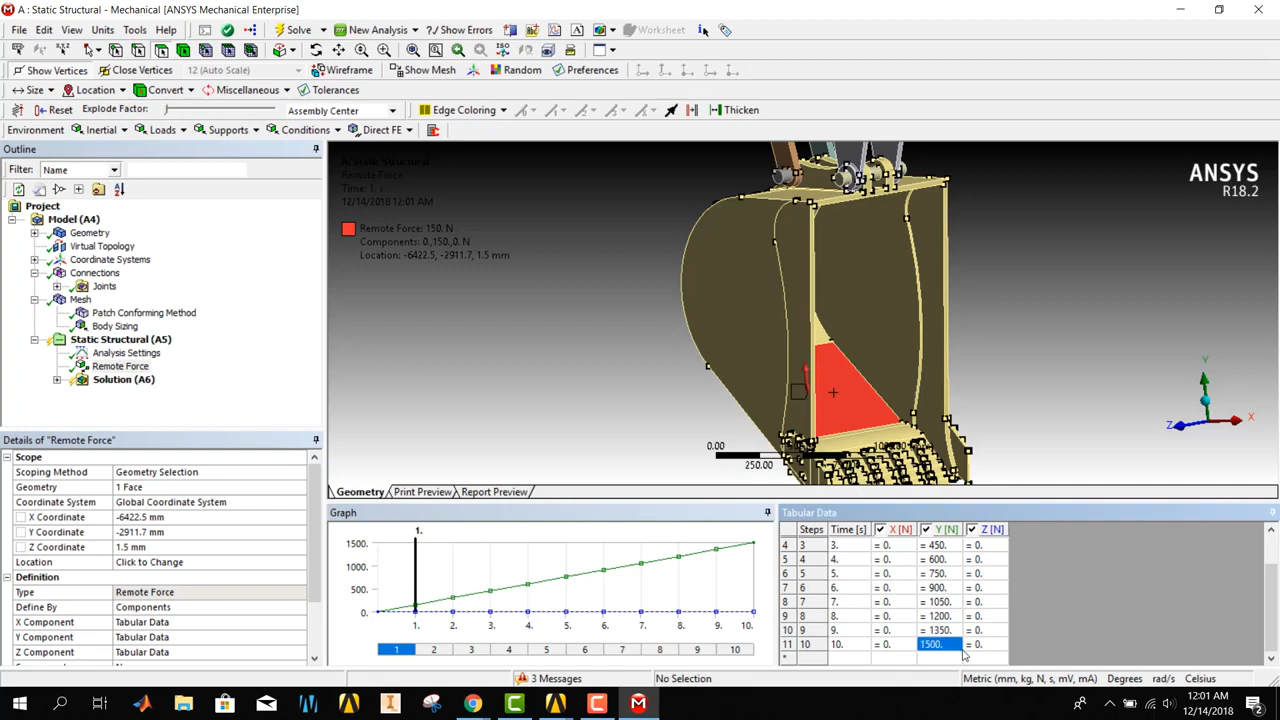 A : Static Structural - Mechanical [ANSYS Mechanical Enterprise]
File Edit View Units Tools Help Solve New Analysis Show Errors Worksheet
Show Vertices Close Vertices 12 (Auto Scale) Wireframe Show Mesh Random Preferences
Size Location Convert Miscellaneous Tolerances
Reset Explode Factor: Assembly Center Edge Coloring Thicken
Environment Inertial Loads Supports Conditions Direct FE
Outline
Filter: Name
Project
Model (A4)
Geometry
Virtual Topology
Coordinate Systems
Connections
Joints
Mesh
Patch Conforming Method
Body Sizing
Static Structural (A5)
Analysis Settings
Remote Force
Solution (A6)
Details of "Remote Force"
Scope
Scoping Method Geometry Selection
Geometry 1 Face
Coordinate System Global Coordinate System
X Coordinate -6422.5 mm
Y Coordinate -2911.7 mm
Z Coordinate 1.5 mm
Location Click to Change
Definition
Type Remote Force
Define By Components
X Component Tabular Data
Y Component Tabular Data
Z Component Tabular Data
A: Static Structural
Remote Force
Time: 1. s
12/14/2018 12:01 AM
Remote Force: 150. N
Components: 0.,150.,0. N
Location: -6422.5, -2911.7, 1.5 mm
ANSYS
R18.2
Y
X
Z
0.00
250.00
Geometry Print Preview Report Preview
Graph
1.
1500.
1000.
500.
0.
1. 2. 3. 4. 5. 6. 7. 8. 9. 10.
1 2 3 4 5 6 7 8 9 10
Tabular Data
Steps Time [s] X [N] Y [N] Z [N]
4 3 3. = 0. = 450. = 0.
5 4 4. = 0. = 600. = 0.
6 5 5. = 0. = 750. = 0.
7 6 6. = 0. = 900. = 0.
8 7 7. = 0. = 1050. = 0.
9 8 8. = 0. = 1200. = 0.
10 9 9. = 0. = 1350. = 0.
11 10 10. = 0. 1500. = 0.
*
3 Messages No Selection Metric (mm, kg, N, s, mV, mA) Degrees rad/s Celsius
12:01 AM
12/14/2018
2